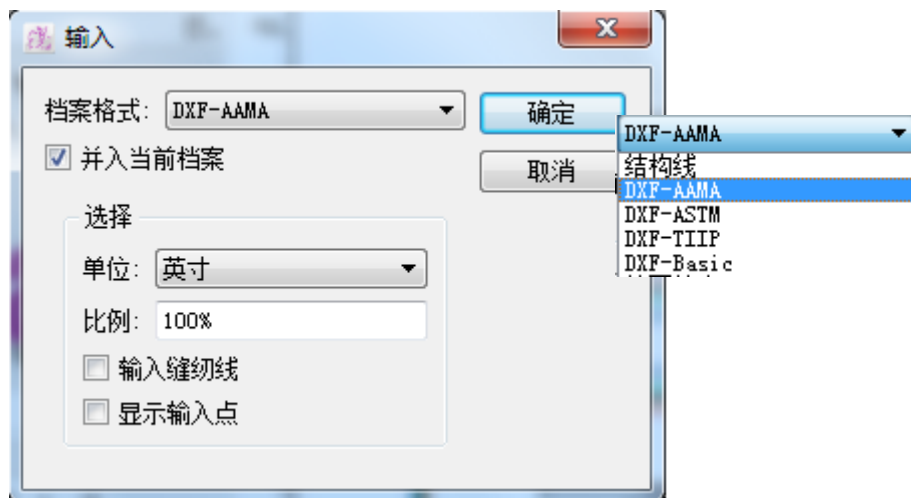 输入
档案格式: DXF-AAMA
确定
并入当前档案
取消
选择
单位: 英寸
比例: 100%
输入缝纫线
显示输入点
DXF-AAMA
结构线
DXF-AAMA
DXF-ASTM
DXF-TIIP
DXF-Basic